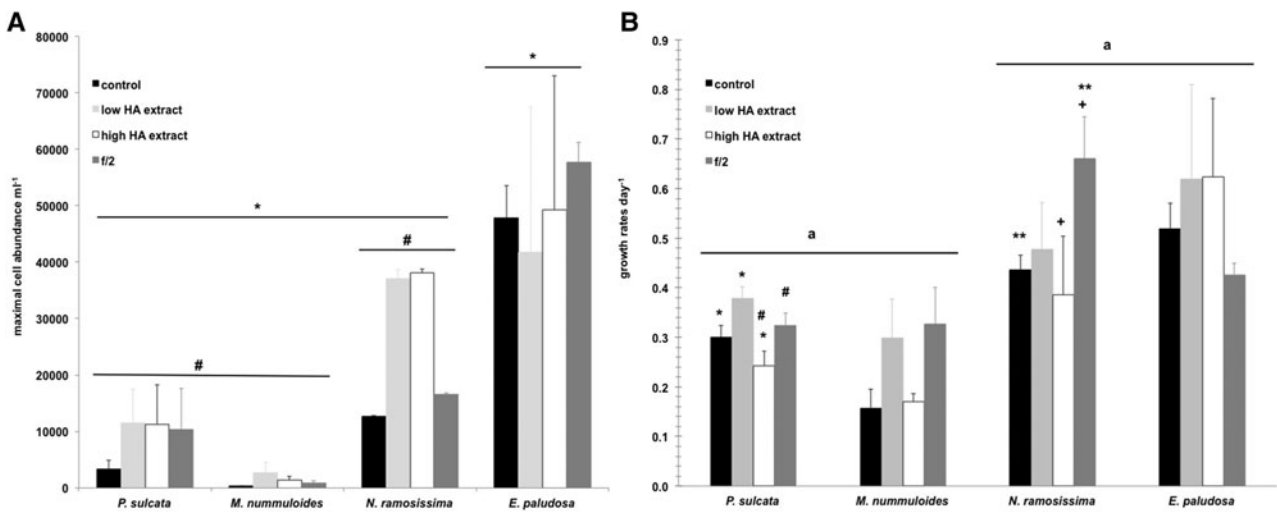 A
80000
70000
60000
50000
40000
30000
20000
10000
0
maximal cell abundance ml-1
control
low HA extract
high HA extract
f/2
*
*
#
#
P. sulcata
M. nummuloides
N. ramosissima
E. paludosa
B
0.9
0.8
0.7
0.6
0.5
0.4
0.3
0.2
0.1
0.0
growth rates day-1
control
low HA extract
high HA extract
f/2
a
a
**
+
**
+
*
*
#
*
#
P. sulcata
M. nummuloides
N. ramosissima
E. paludosa